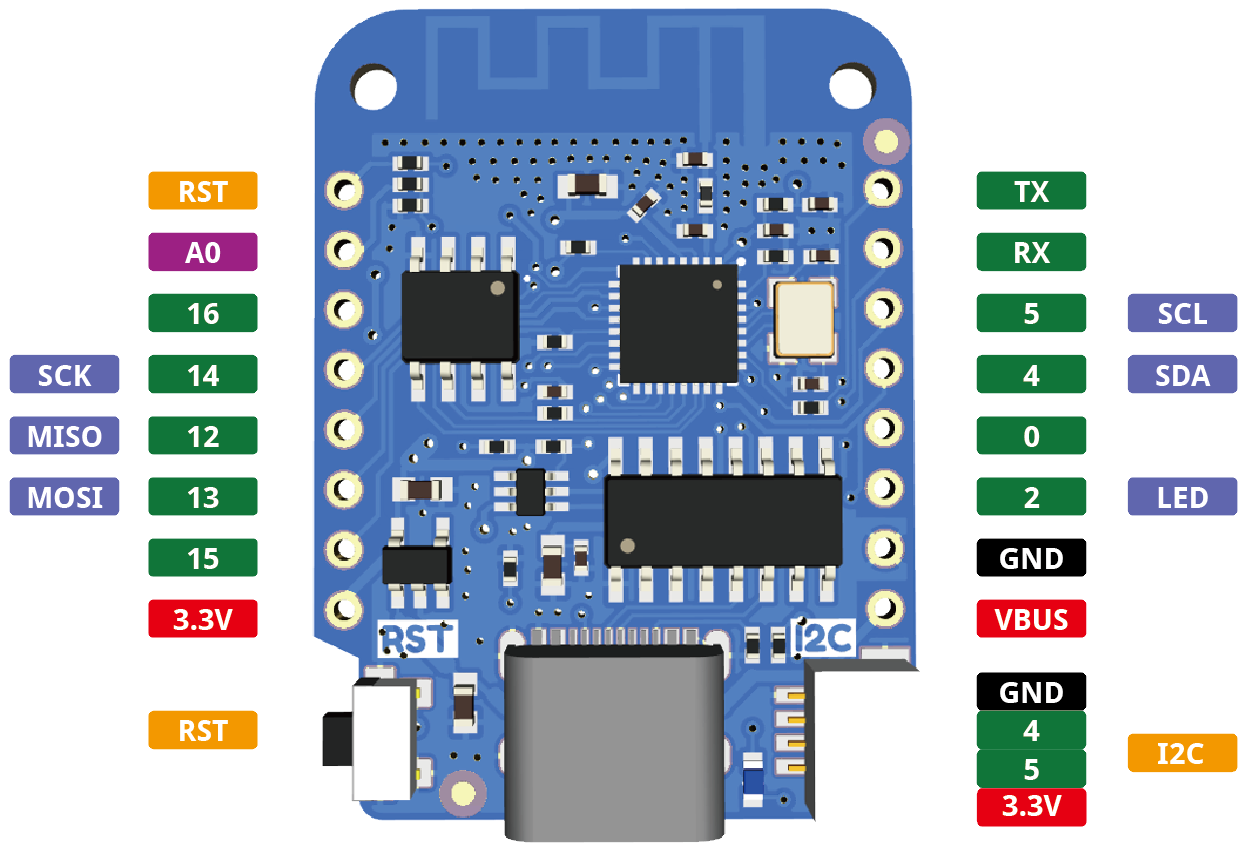 RST
TX
A0
RX
16
5
SCL
SCK
14
4
SDA
MISO
12
0
MOSI
13
2
LED
15
GND
3.3V
VBUS
RST
I2C
RST
GND
4
5
3.3V
I2C